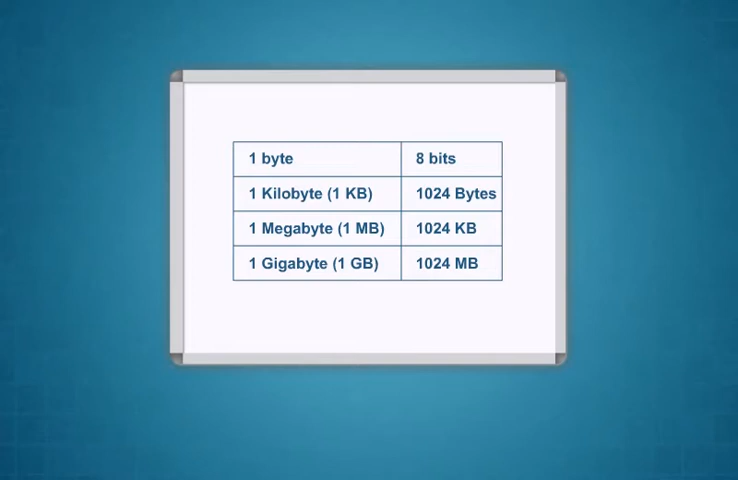 1 byte 8 bits
1 Kilobyte (1 KB) 1024 Bytes
1 Megabyte (1 MB) 1024 KB
1 Gigabyte (1 GB) 1024 MB